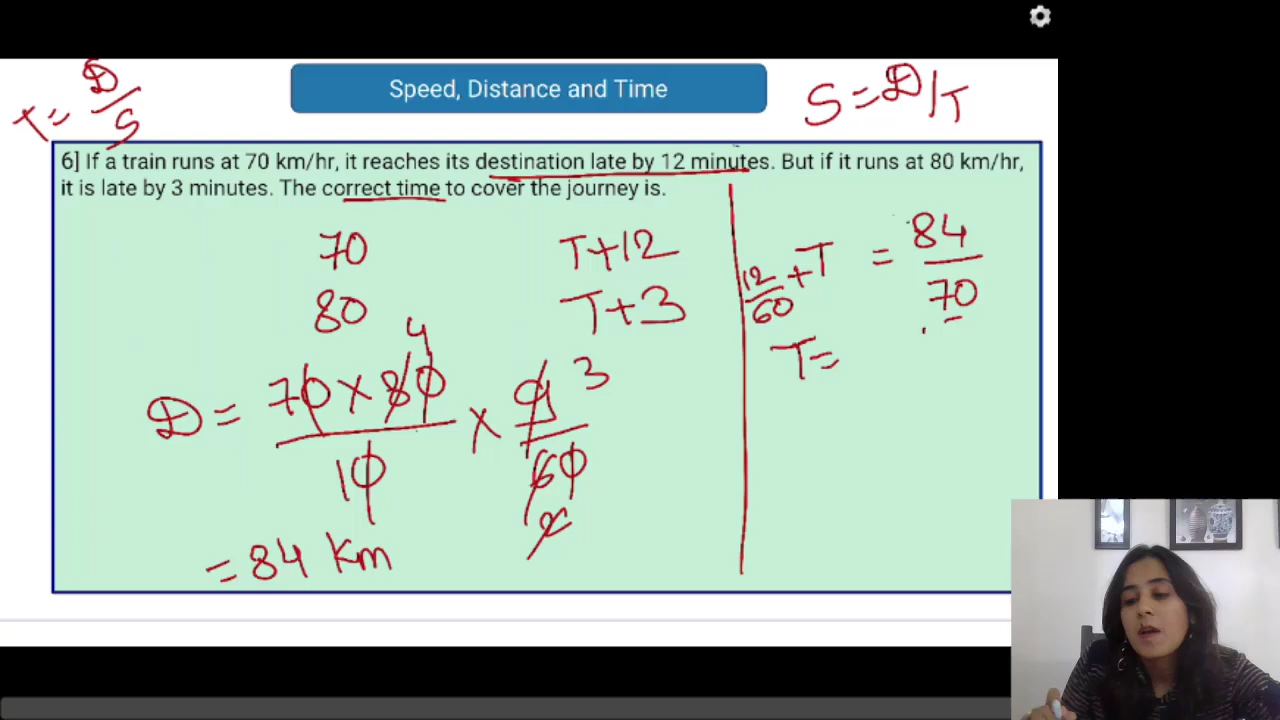 T = D/S
Speed, Distance and Time
S = D/T
6] If a train runs at 70 km/hr, it reaches its destination late by 12 minutes. But if it runs at 80 km/hr,
it is late by 3 minutes. The correct time to cover the journey is.
70 T+12
80 T+3
D = 70 X 80 / 10 X 9 / 60
4 3
2
= 84 Km
12/60 + T = 84/70
T =